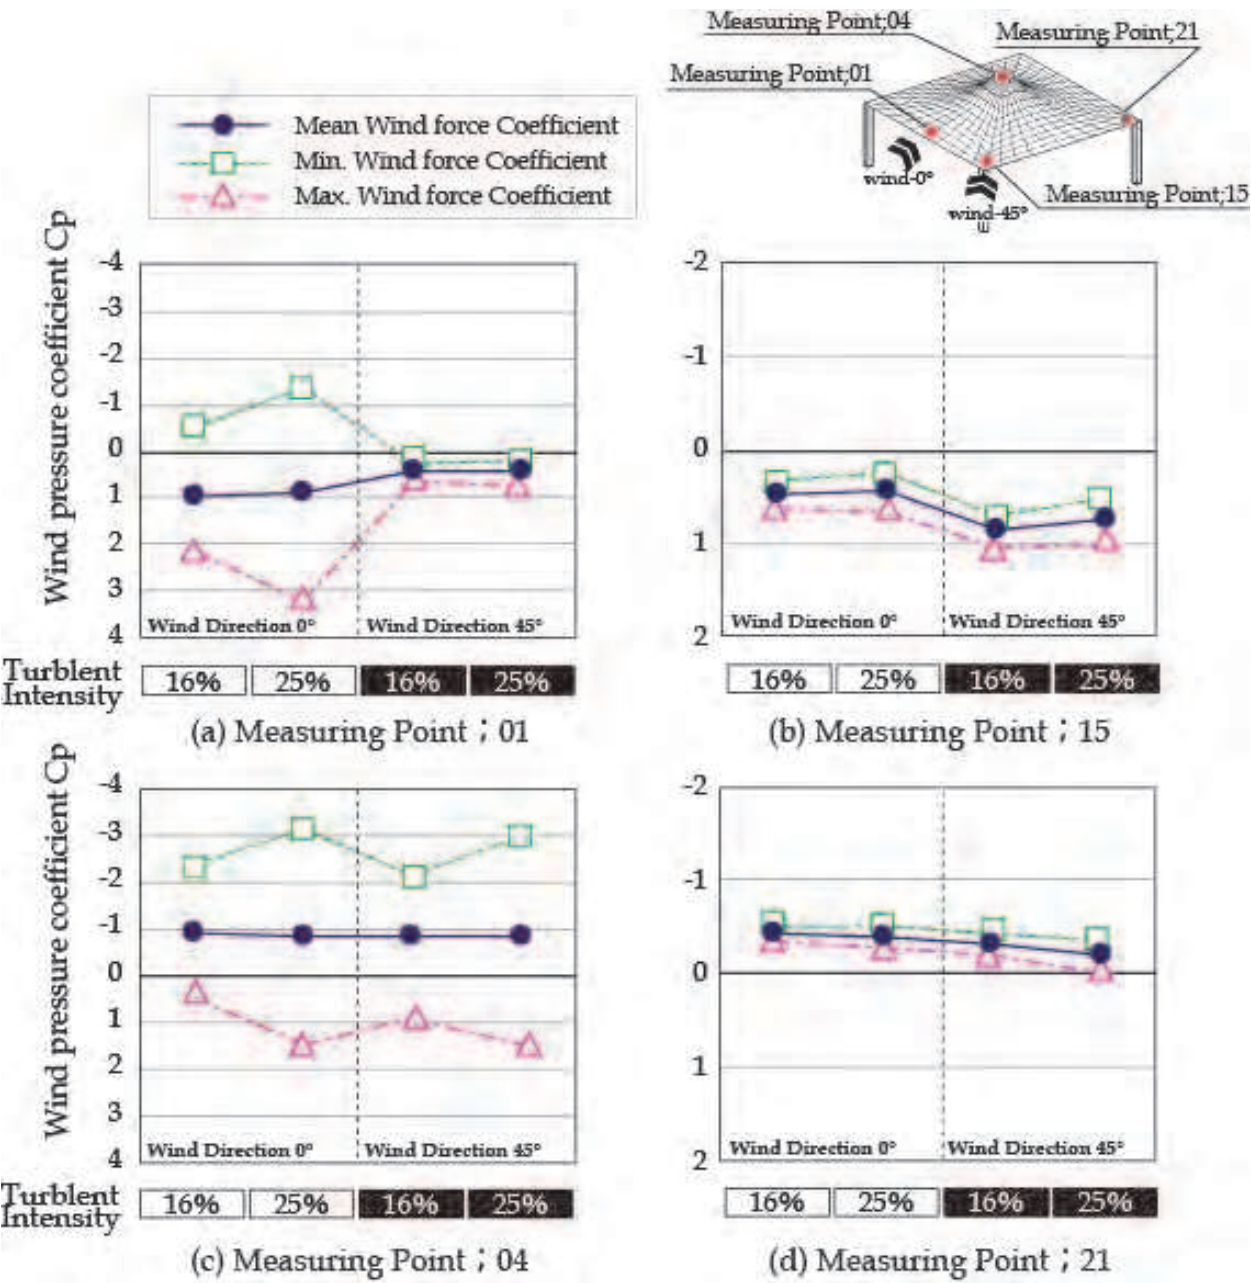 Measuring Point;04
Measuring Point;21
Measuring Point;01
Mean Wind force Coefficient
Min. Wind force Coefficient
Max. Wind force Coefficient
wind-0°
Measuring Point;15
wind-45°
Wind pressure coefficient Cp
-4
-3
-2
-1
0
1
2
3
4
Wind Direction 0°
Wind Direction 45°
-2
-1
0
1
2
Wind Direction 0°
Wind Direction 45°
Turblent
Intensity
16% 25% 16% 25%
16% 25% 16% 25%
(a) Measuring Point ; 01
(b) Measuring Point ; 15
Wind pressure coefficient Cp
-4
-3
-2
-1
0
1
2
3
4
Wind Direction 0°
Wind Direction 45°
-2
-1
0
1
2
Wind Direction 0°
Wind Direction 45°
Turblent
Intensity
16% 25% 16% 25%
16% 25% 16% 25%
(c) Measuring Point ; 04
(d) Measuring Point ; 21